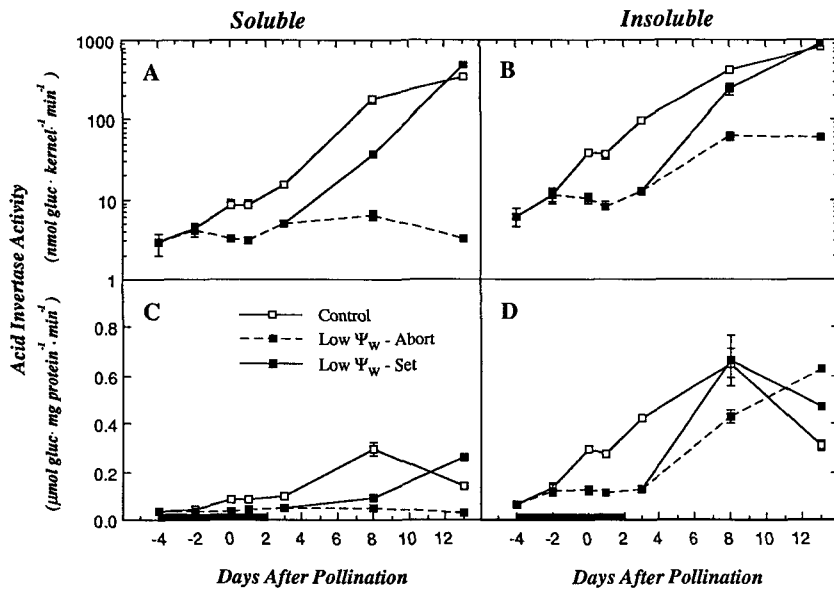 Soluble
Insoluble
A
B
C
D
1000
100
10
1
0.8
0.6
0.4
0.2
0.0
Acid Invertase Activity
(nmol gluc · kernel⁻¹ min⁻¹)
(μmol gluc· mg protein⁻¹ · min⁻¹)
Control
Low Ψw - Abort
Low Ψw - Set
-4 -2 0 2 4 6 8 10 12
-4 -2 0 2 4 6 8 10 12
Days After Pollination
Days After Pollination